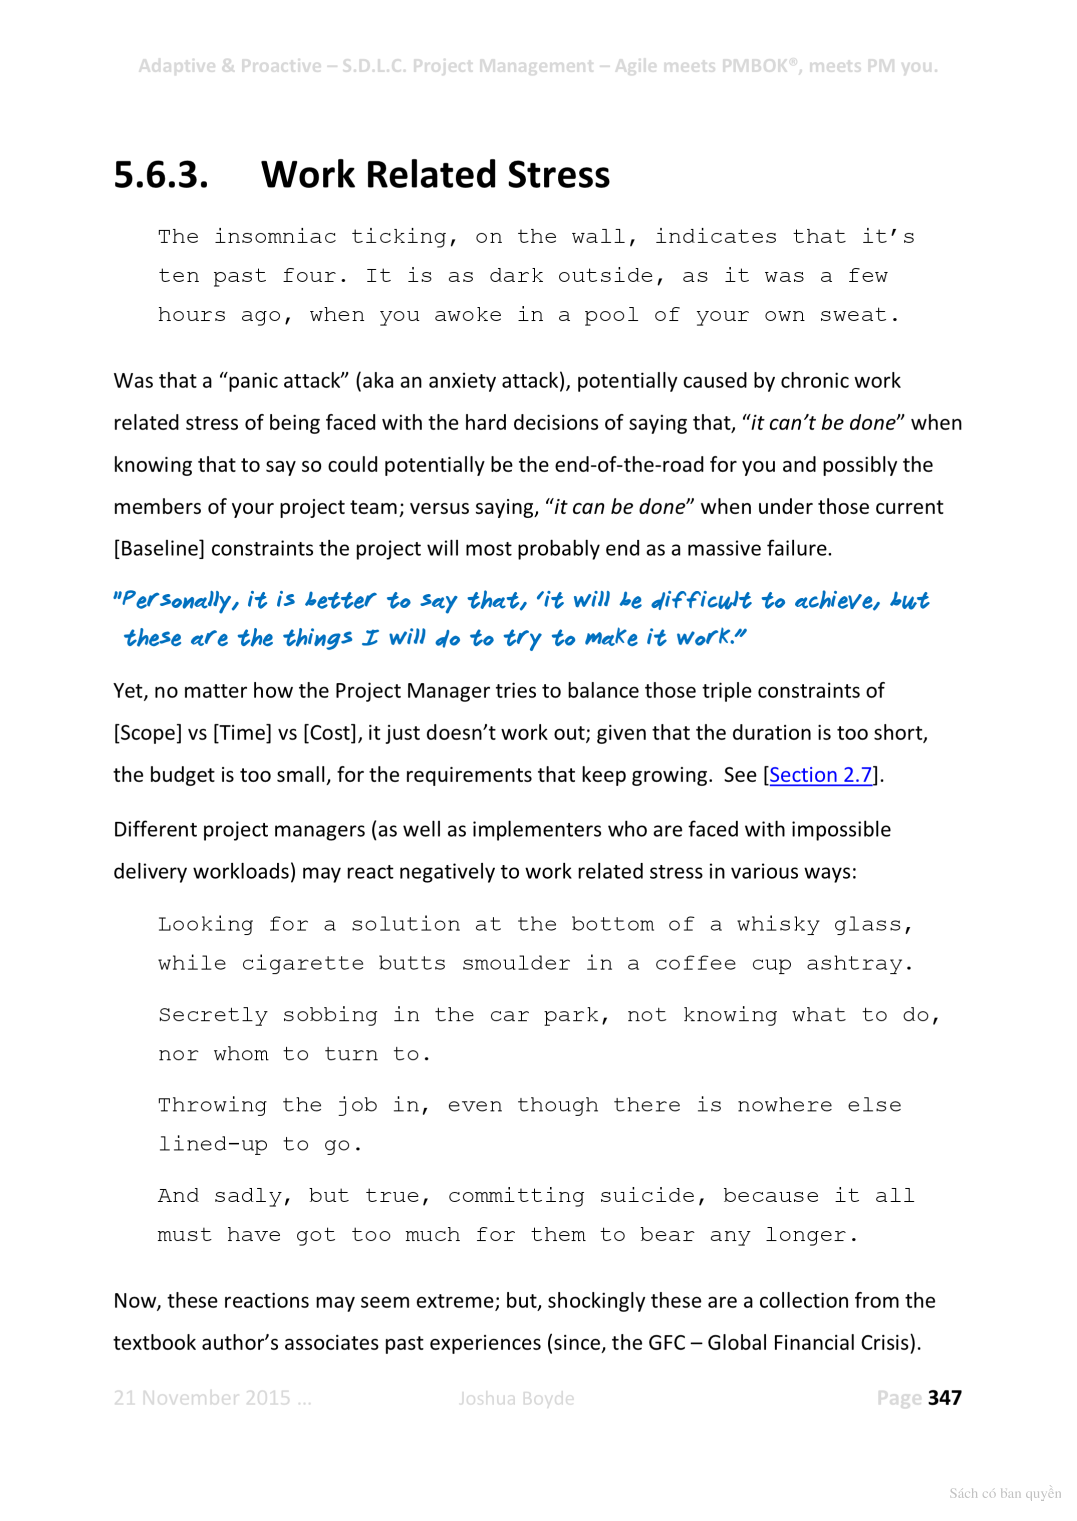 Adaptive & Proactive – S.D.L.C. Project Management – Agile meets PMBOK®, meets PM you.
5.6.3. Work Related Stress
The insomniac ticking, on the wall, indicates that it’s
ten past four. It is as dark outside, as it was a few
hours ago, when you awoke in a pool of your own sweat.
Was that a “panic attack” (aka an anxiety attack), potentially caused by chronic work
related stress of being faced with the hard decisions of saying that, “it can’t be done” when
knowing that to say so could potentially be the end-of-the-road for you and possibly the
members of your project team; versus saying, “it can be done” when under those current
[Baseline] constraints the project will most probably end as a massive failure.
"Personally, it is better to say that, ‘it will be difficult to achieve, but
these are the things I will do to try to make it work.”
Yet, no matter how the Project Manager tries to balance those triple constraints of
[Scope] vs [Time] vs [Cost], it just doesn’t work out; given that the duration is too short,
the budget is too small, for the requirements that keep growing. See [Section 2.7].
Different project managers (as well as implementers who are faced with impossible
delivery workloads) may react negatively to work related stress in various ways:
Looking for a solution at the bottom of a whisky glass,
while cigarette butts smoulder in a coffee cup ashtray.
Secretly sobbing in the car park, not knowing what to do,
nor whom to turn to.
Throwing the job in, even though there is nowhere else
lined-up to go.
And sadly, but true, committing suicide, because it all
must have got too much for them to bear any longer.
Now, these reactions may seem extreme; but, shockingly these are a collection from the
textbook author’s associates past experiences (since, the GFC – Global Financial Crisis).
21 November 2015 … Joshua Boyde Page 347
Sách có bản quyền